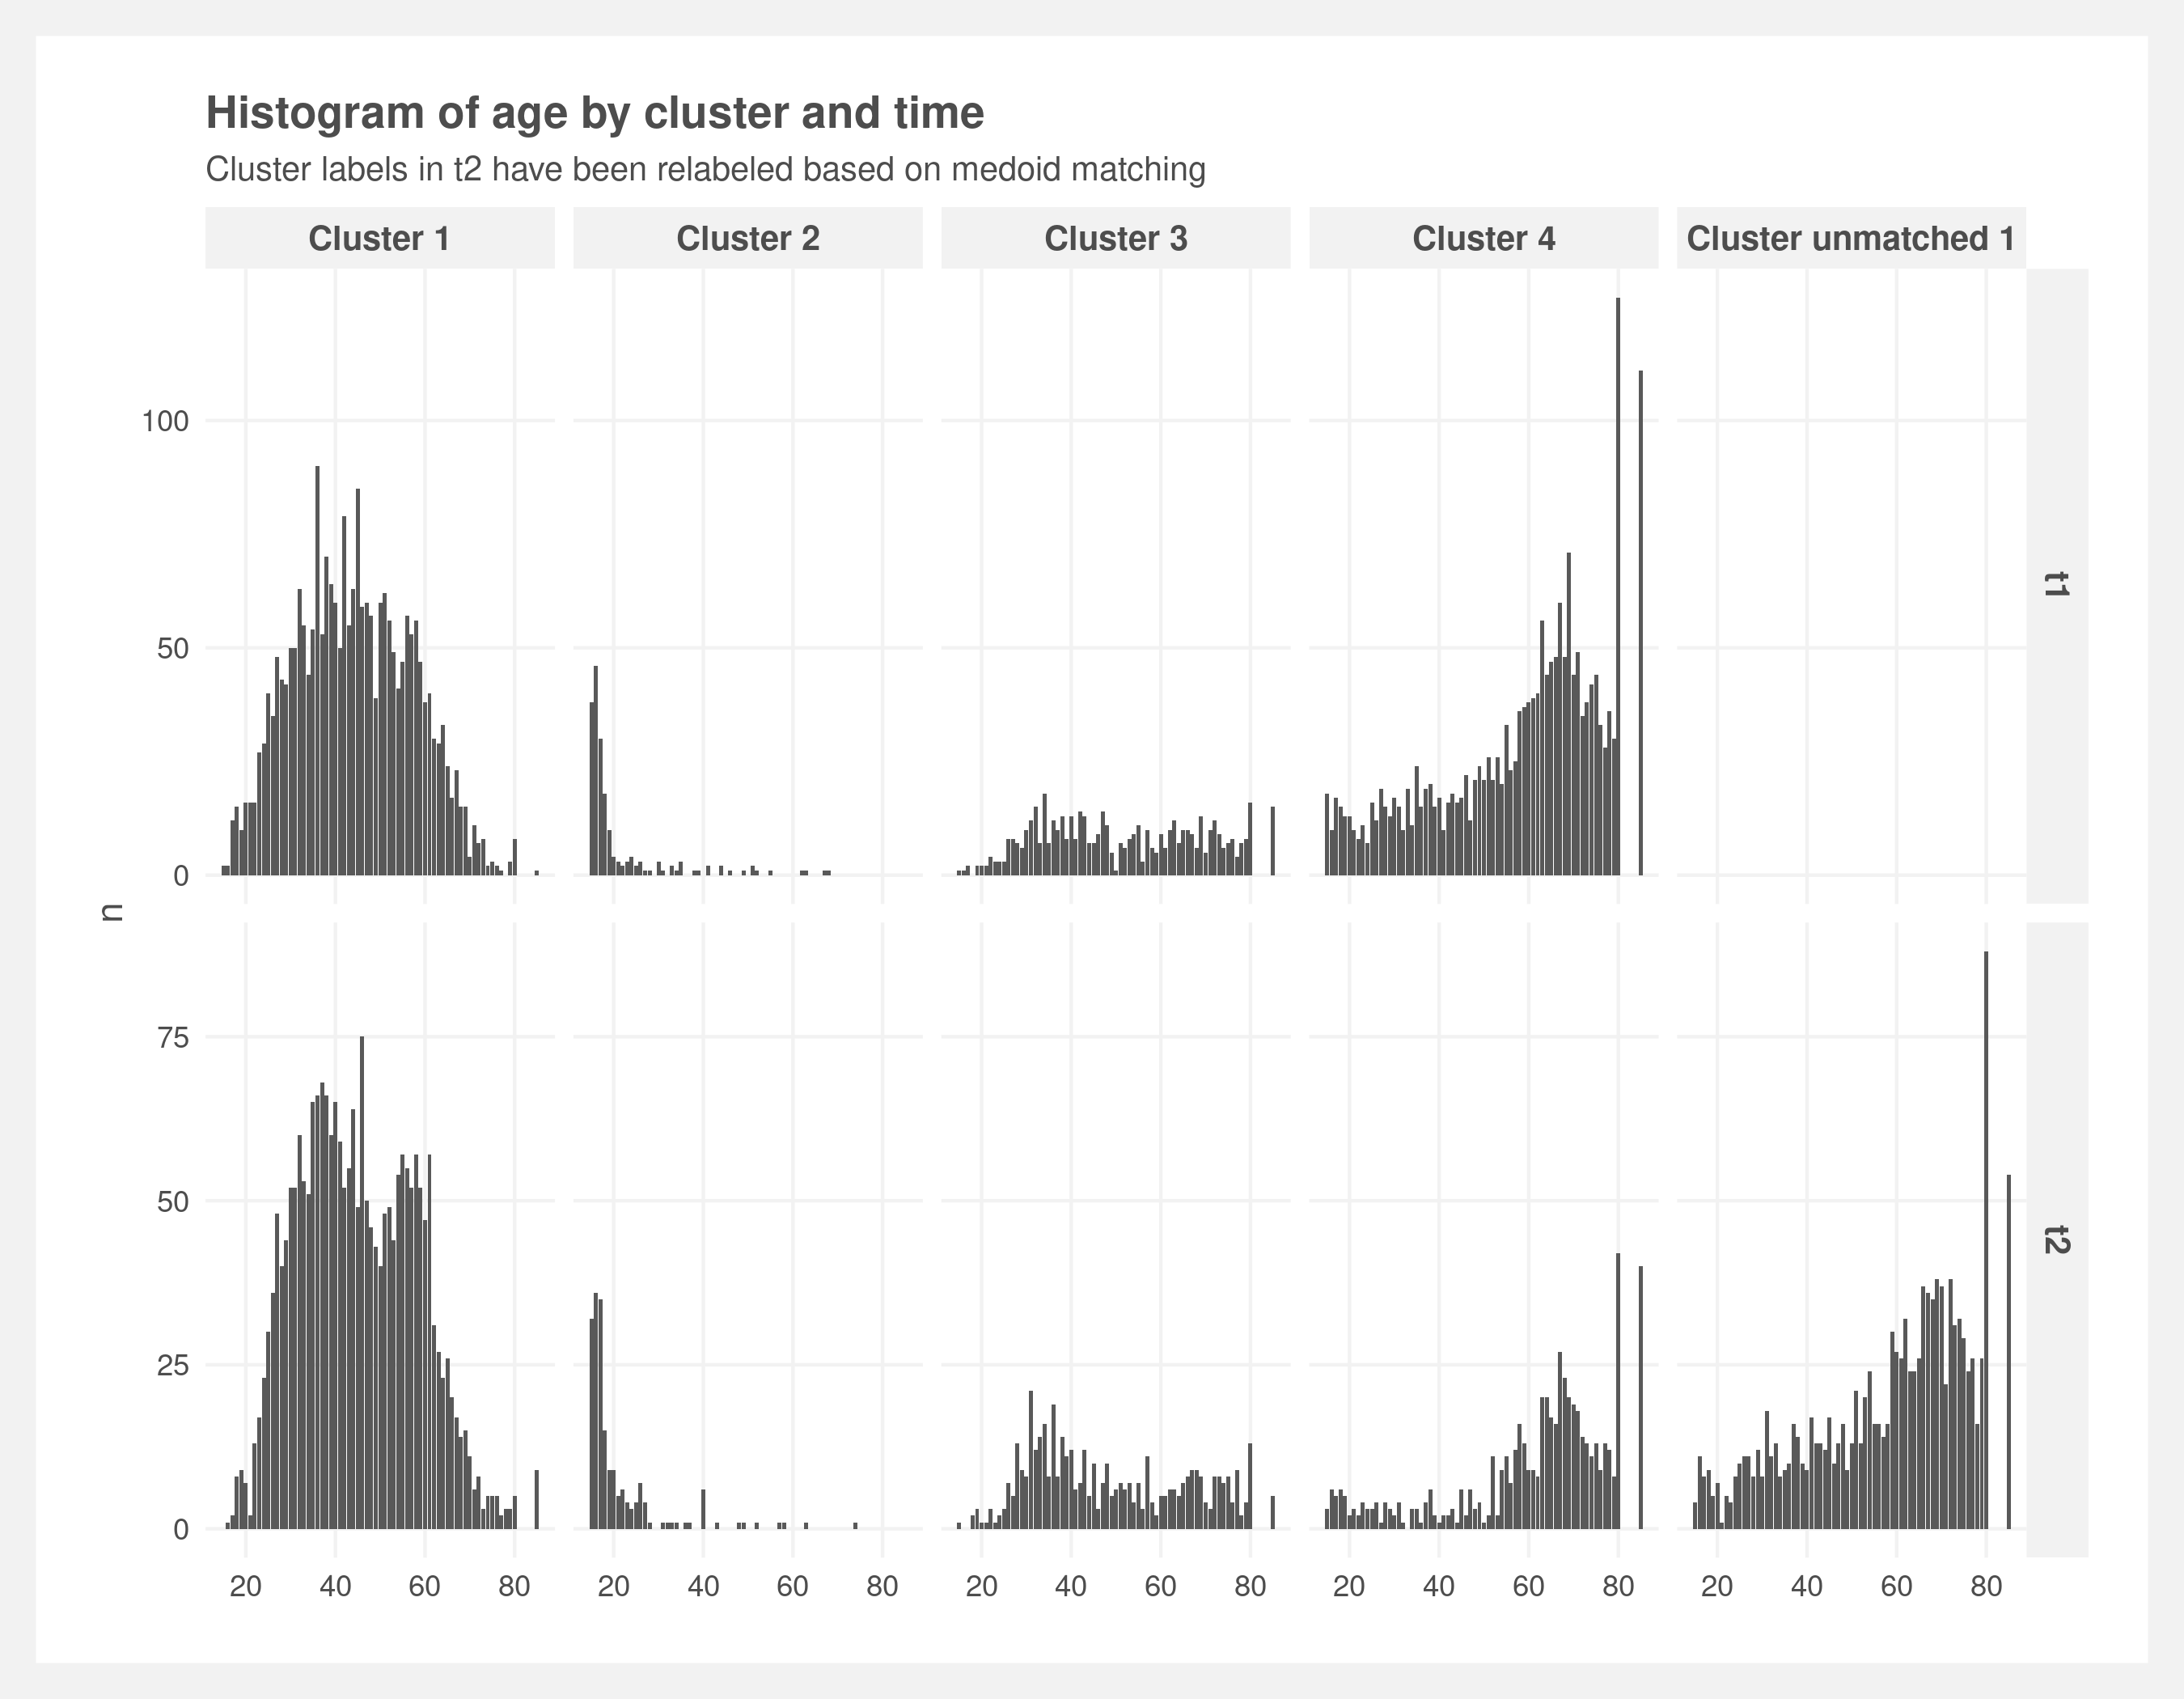 Histogram of age by cluster and time
Cluster labels in t2 have been relabeled based on medoid matching
Cluster 1
Cluster 2
Cluster 3
Cluster 4
Cluster unmatched 1
100
50
0
t1
n
75
50
25
0
t2
20 40 60 80
20 40 60 80
20 40 60 80
20 40 60 80
20 40 60 80